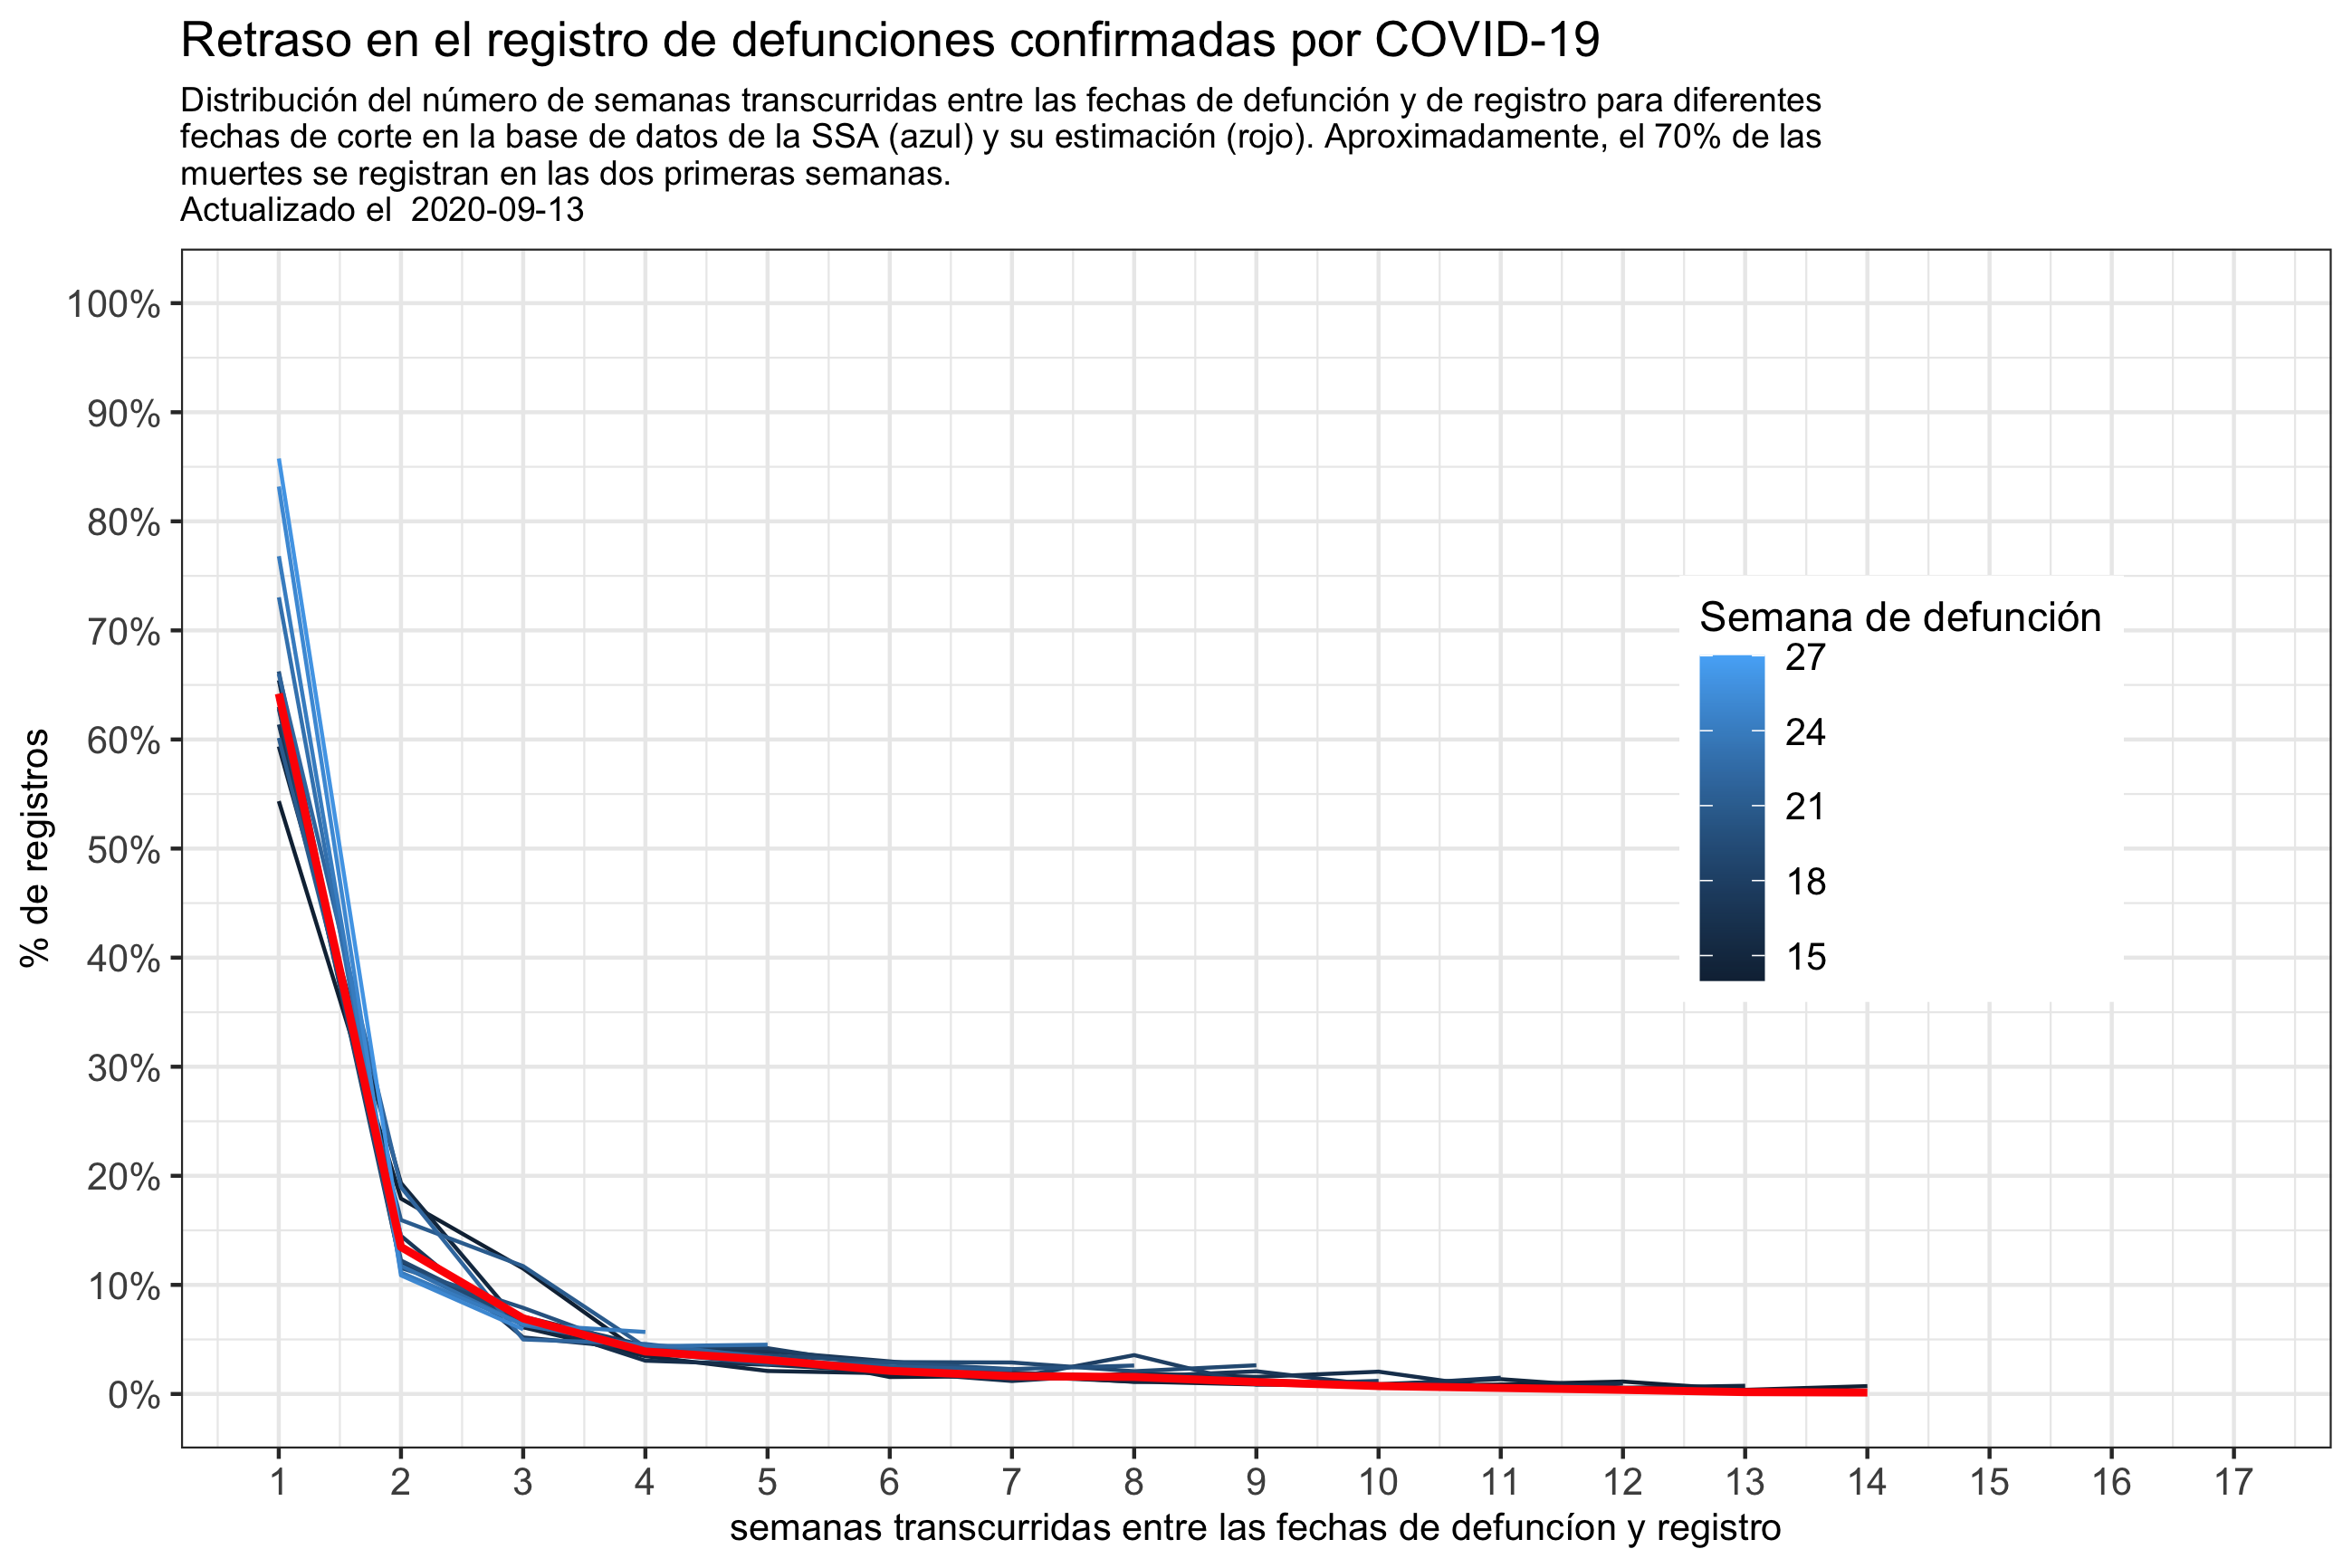 Retraso en el registro de defunciones confirmadas por COVID-19
Distribución del número de semanas transcurridas entre las fechas de defunción y de registro para diferentes
fechas de corte en la base de datos de la SSA (azul) y su estimación (rojo). Aproximadamente, el 70% de las
muertes se registran en las dos primeras semanas.
Actualizado el  2020-09-13
% de registros
100%
90%
80%
70%
60%
50%
40%
30%
20%
10%
0%
Semana de defunción
27
24
21
18
15
1 2 3 4 5 6 7 8 9 10 11 12 13 14 15 16 17
semanas transcurridas entre las fechas de defuncíon y registro